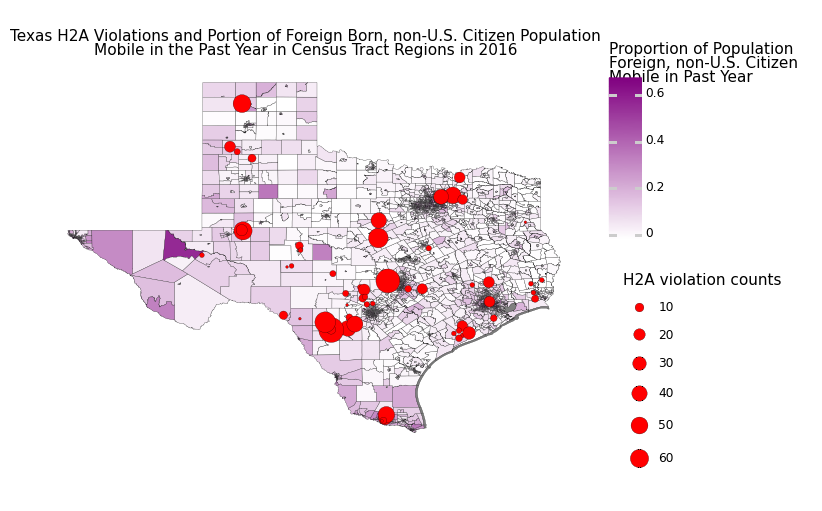 Texas H2A Violations and Portion of Foreign Born, non-U.S. Citizen Population
Mobile in the Past Year in Census Tract Regions in 2016
Proportion of Population
Foreign, non-U.S. Citizen
Mobile in Past Year
0.6
0.4
0.2
0
H2A violation counts
10
20
30
40
50
60